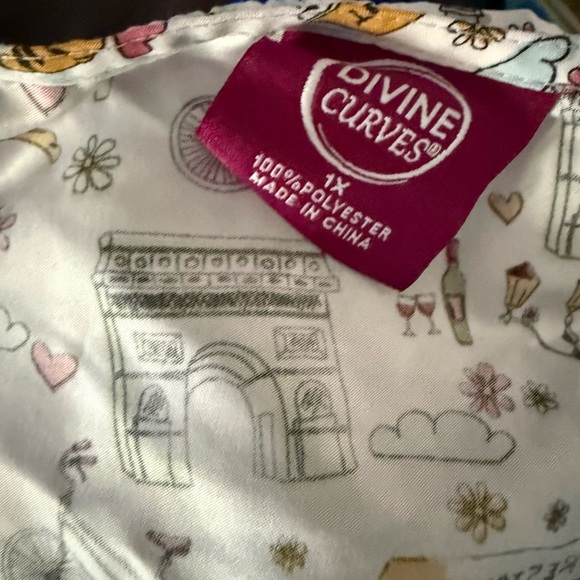 DIVINE
CURVES®
1X
100% POLYESTER
MADE IN CHINA